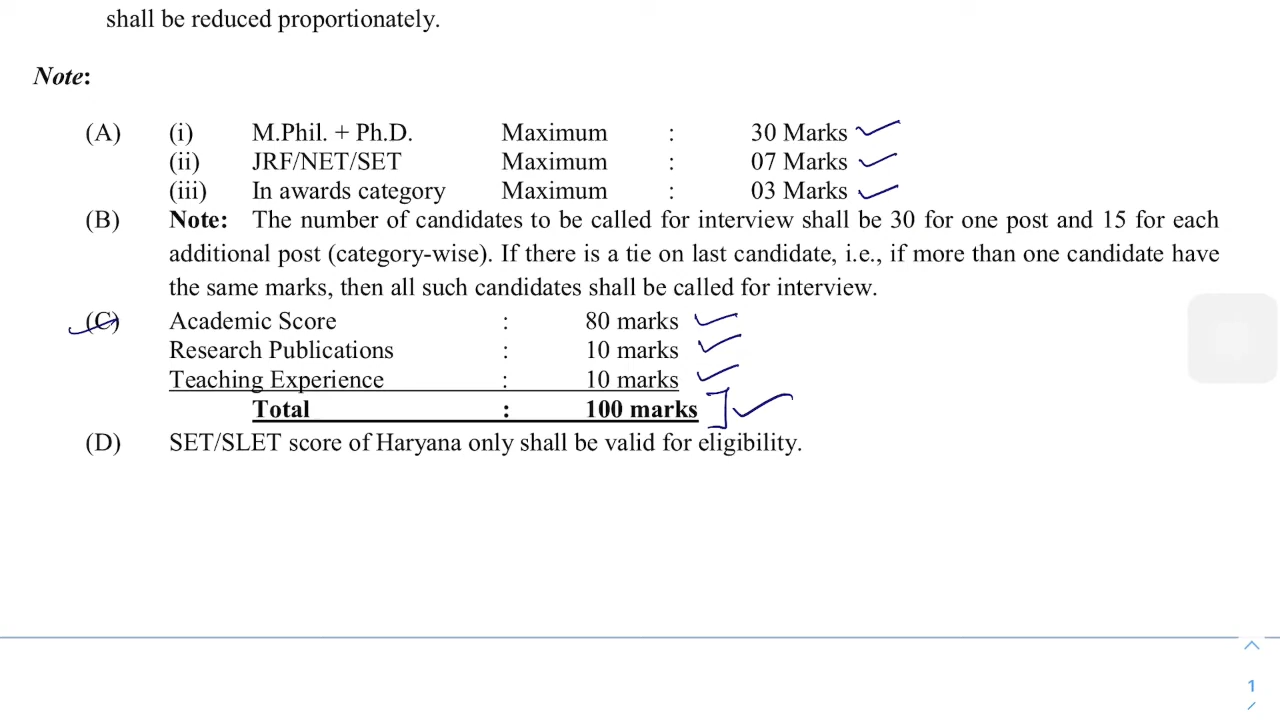 shall be reduced proportionately.
Note:
(A) (i) M.Phil. + Ph.D. Maximum : 30 Marks
(ii) JRF/NET/SET Maximum : 07 Marks
(iii) In awards category Maximum : 03 Marks
(B) Note: The number of candidates to be called for interview shall be 30 for one post and 15 for each
additional post (category-wise). If there is a tie on last candidate, i.e., if more than one candidate have
the same marks, then all such candidates shall be called for interview.
(C) Academic Score : 80 marks
Research Publications : 10 marks
Teaching Experience : 10 marks
Total : 100 marks
(D) SET/SLET score of Haryana only shall be valid for eligibility.
1